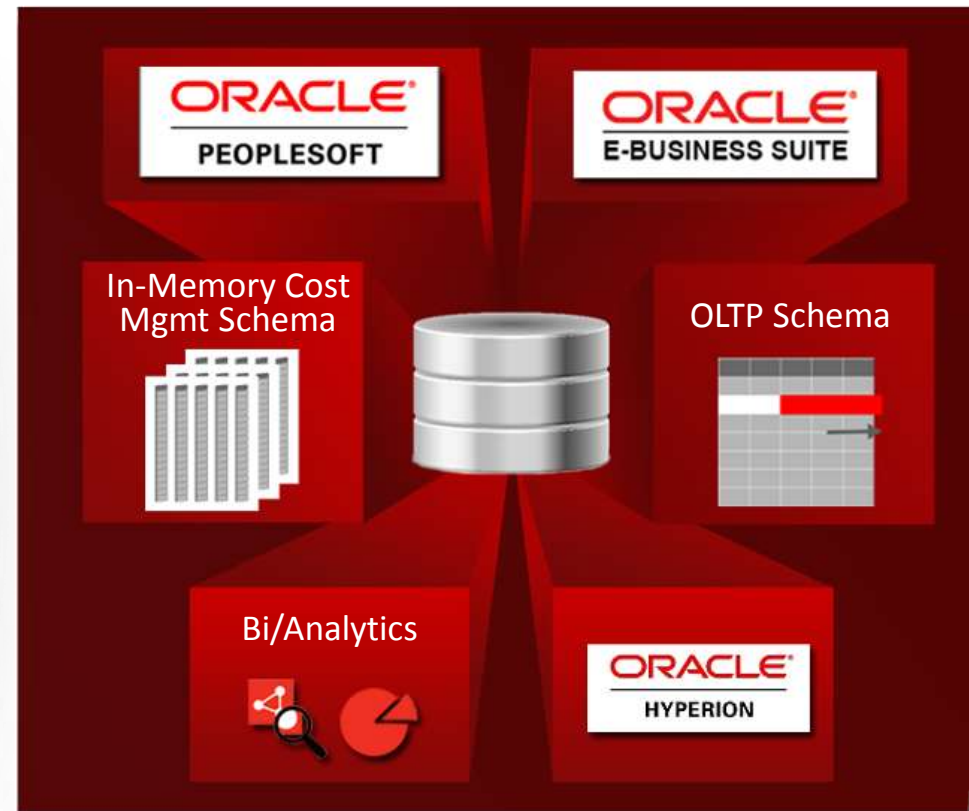 ORACLE®
PEOPLESOFT
ORACLE®
E-BUSINESS SUITE
In-Memory Cost
Mgmt Schema
OLTP Schema
Bi/Analytics
ORACLE®
HYPERION